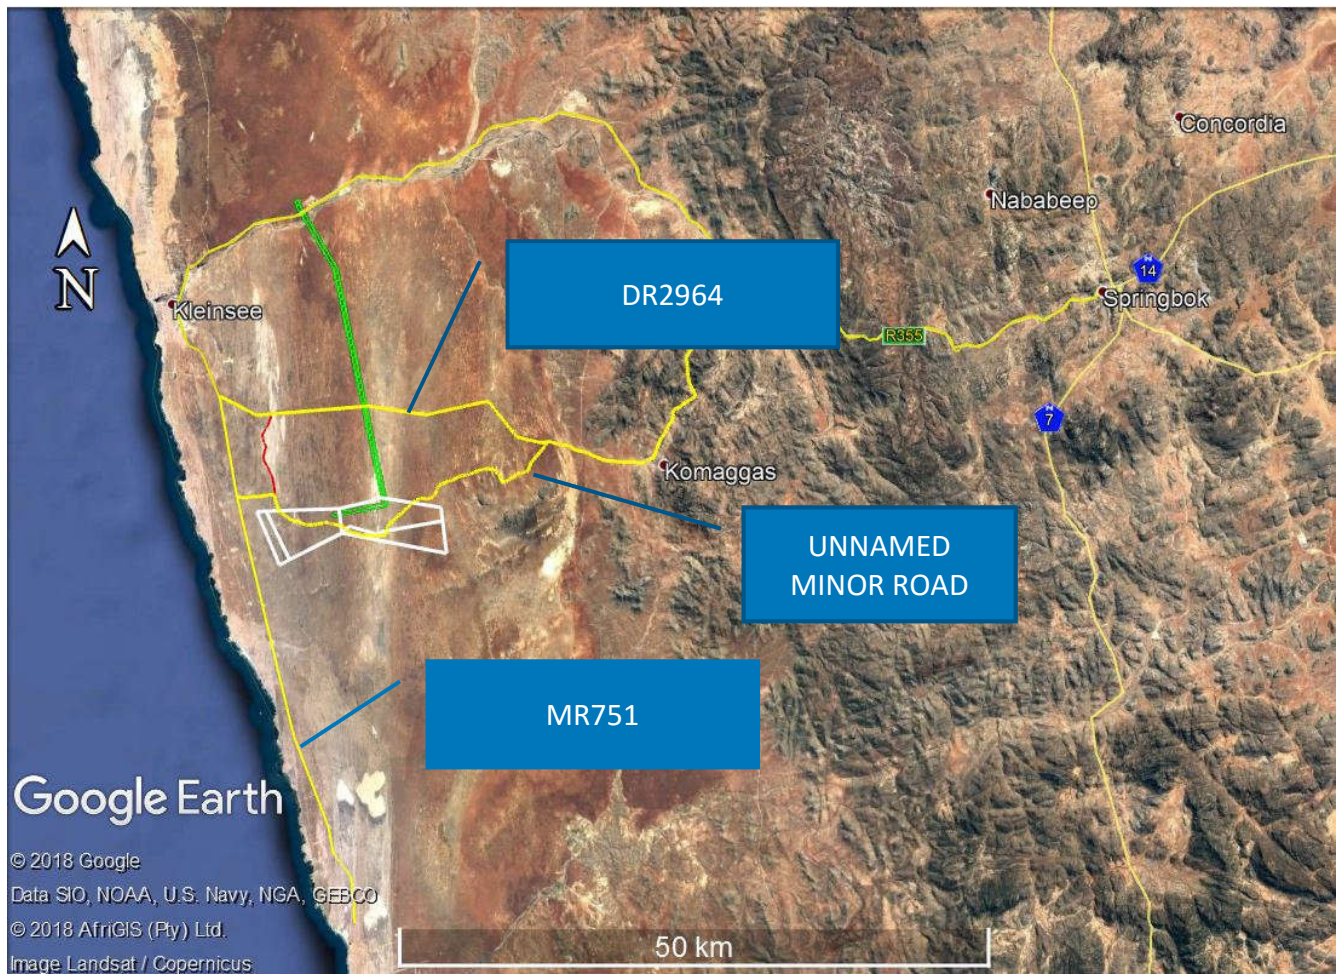 Concordia
Nababeep
N
14
Springbok
Kleinsee
DR2964
R355
7
Komaggas
UNNAMED
MINOR ROAD
MR751
Google Earth
© 2018 Google
Data SIO, NOAA, U.S. Navy, NGA, GEBCO
© 2018 AfriGIS (Pty) Ltd.
Image Landsat / Copernicus
50 km